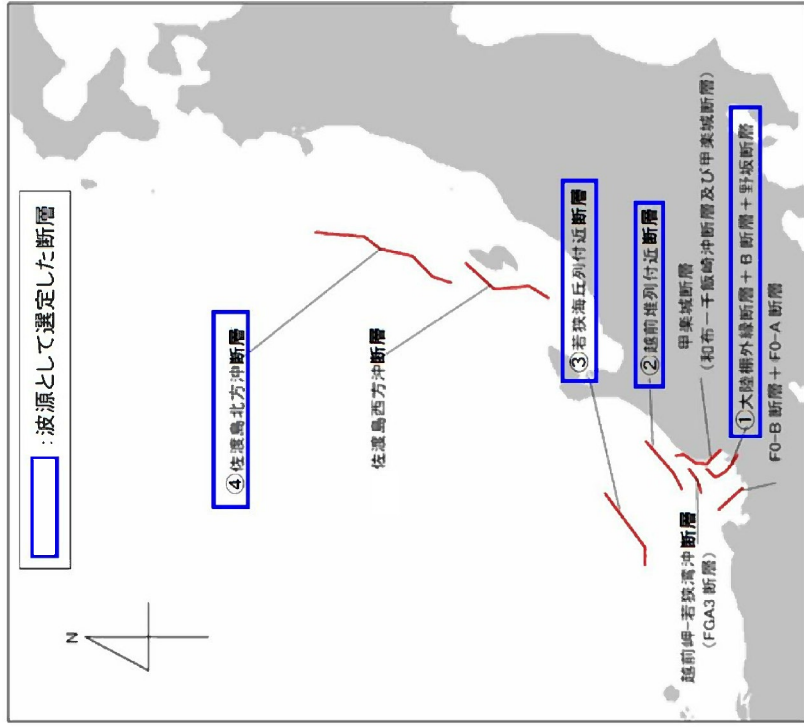 ：波源として選定した断層
N
④佐渡島北方沖断層
佐渡島西方沖断層
③若狭海丘列付近断層
②越前堆列付近断層
甲楽城断層
(和布－干飯崎沖断層及び甲楽城断層)
①大陸棚外縁断層＋B断層＋野坂断層
F0-B断層＋F0-A断層
越前岬-若狭湾沖断層
(FGA3断層)